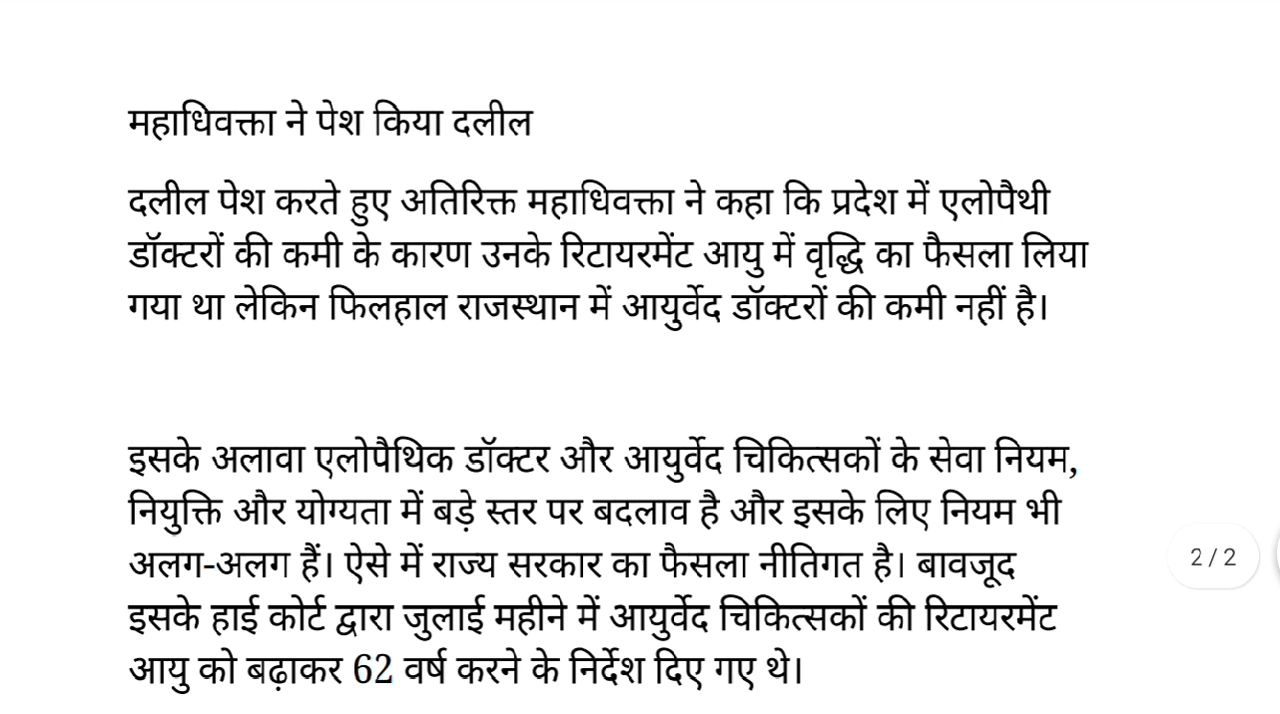 महाधिवक्ता ने पेश किया दलील
दलील पेश करते हुए अतिरिक्त महाधिवक्ता ने कहा कि प्रदेश में एलोपैथी
डॉक्टरों की कमी के कारण उनके रिटायरमेंट आयु में वृद्धि का फैसला लिया
गया था लेकिन फिलहाल राजस्थान में आयुर्वेद डॉक्टरों की कमी नहीं है।
इसके अलावा एलोपैथिक डॉक्टर और आयुर्वेद चिकित्सकों के सेवा नियम,
नियुक्ति और योग्यता में बड़े स्तर पर बदलाव है और इसके लिए नियम भी
अलग-अलग हैं। ऐसे में राज्य सरकार का फैसला नीतिगत है। बावजूद
इसके हाई कोर्ट द्वारा जुलाई महीने में आयुर्वेद चिकित्सकों की रिटायरमेंट
आयु को बढ़ाकर 62 वर्ष करने के निर्देश दिए गए थे।
2 / 2